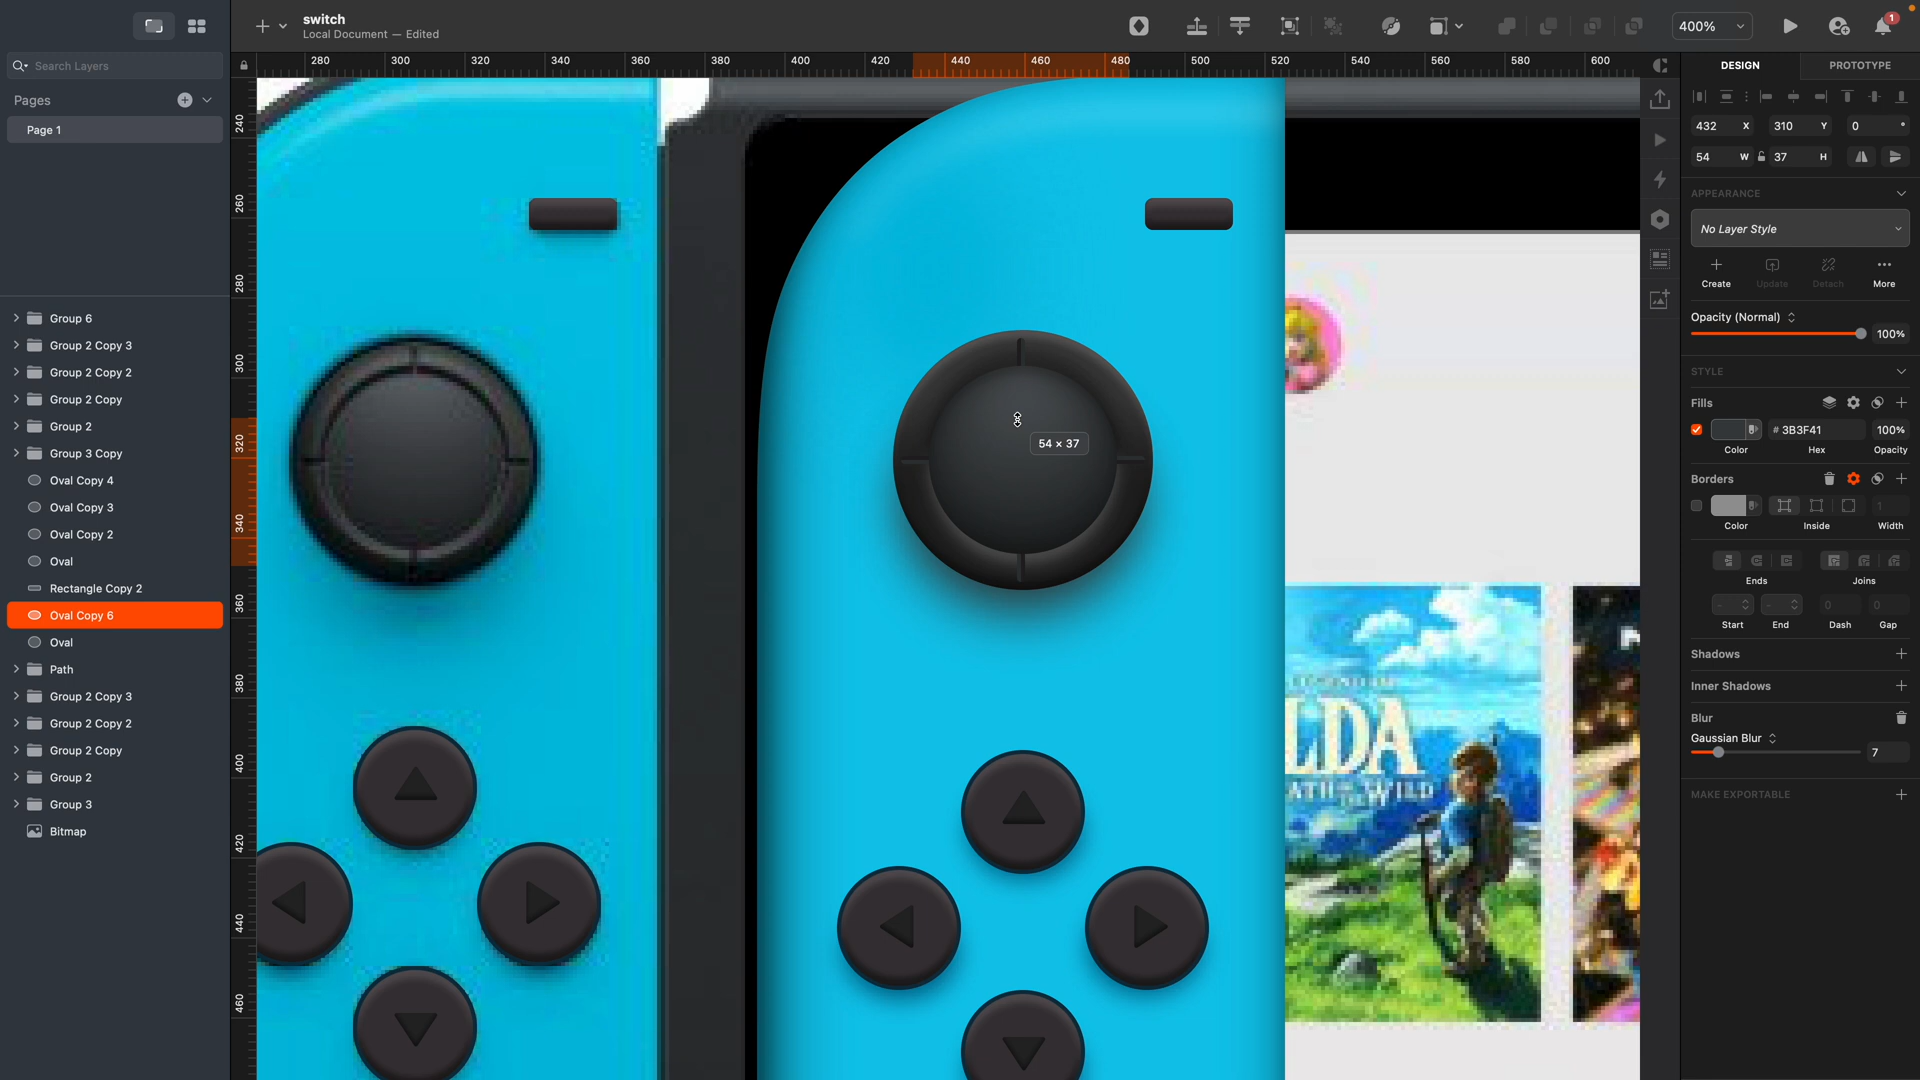 switch
Local Document — Edited
400%
1
Search Layers
Pages
Page 1
Group 6
Group 2 Copy 3
Group 2 Copy 2
Group 2 Copy
Group 2
Group 3 Copy
Oval Copy 4
Oval Copy 3
Oval Copy 2
Oval
Rectangle Copy 2
Oval Copy 6
Oval
Path
Group 2 Copy 3
Group 2 Copy 2
Group 2 Copy
Group 2
Group 3
Bitmap
280 300 320 340 360 380 400 420 440 460 480 500 520 540 560 580 600
240
260
280
300
320
340
360
380
400
420
440
460
54 × 37
LDA
WILD
DESIGN PROTOTYPE
432 X 310 Y 0 °
54 W 37 H
APPEARANCE
No Layer Style
Create Update Detach More
Opacity (Normal)
100%
STYLE
Fills
# 3B3F41 100%
Color Hex Opacity
Borders
1
Color Inside Width
Ends Joins
- - 0 0
Start End Dash Gap
Shadows
Inner Shadows
Blur
Gaussian Blur
7
MAKE EXPORTABLE